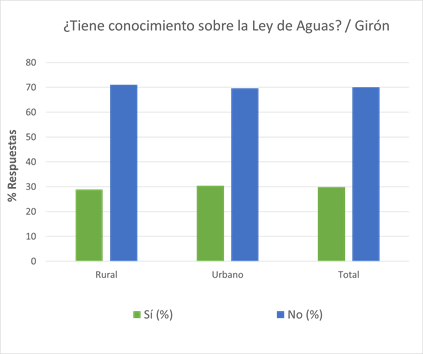 ¿Tiene conocimiento sobre la Ley de Aguas? / Girón
% Respuestas
80
70
60
50
40
30
20
10
0
Rural Urbano Total
Sí (%) No (%)